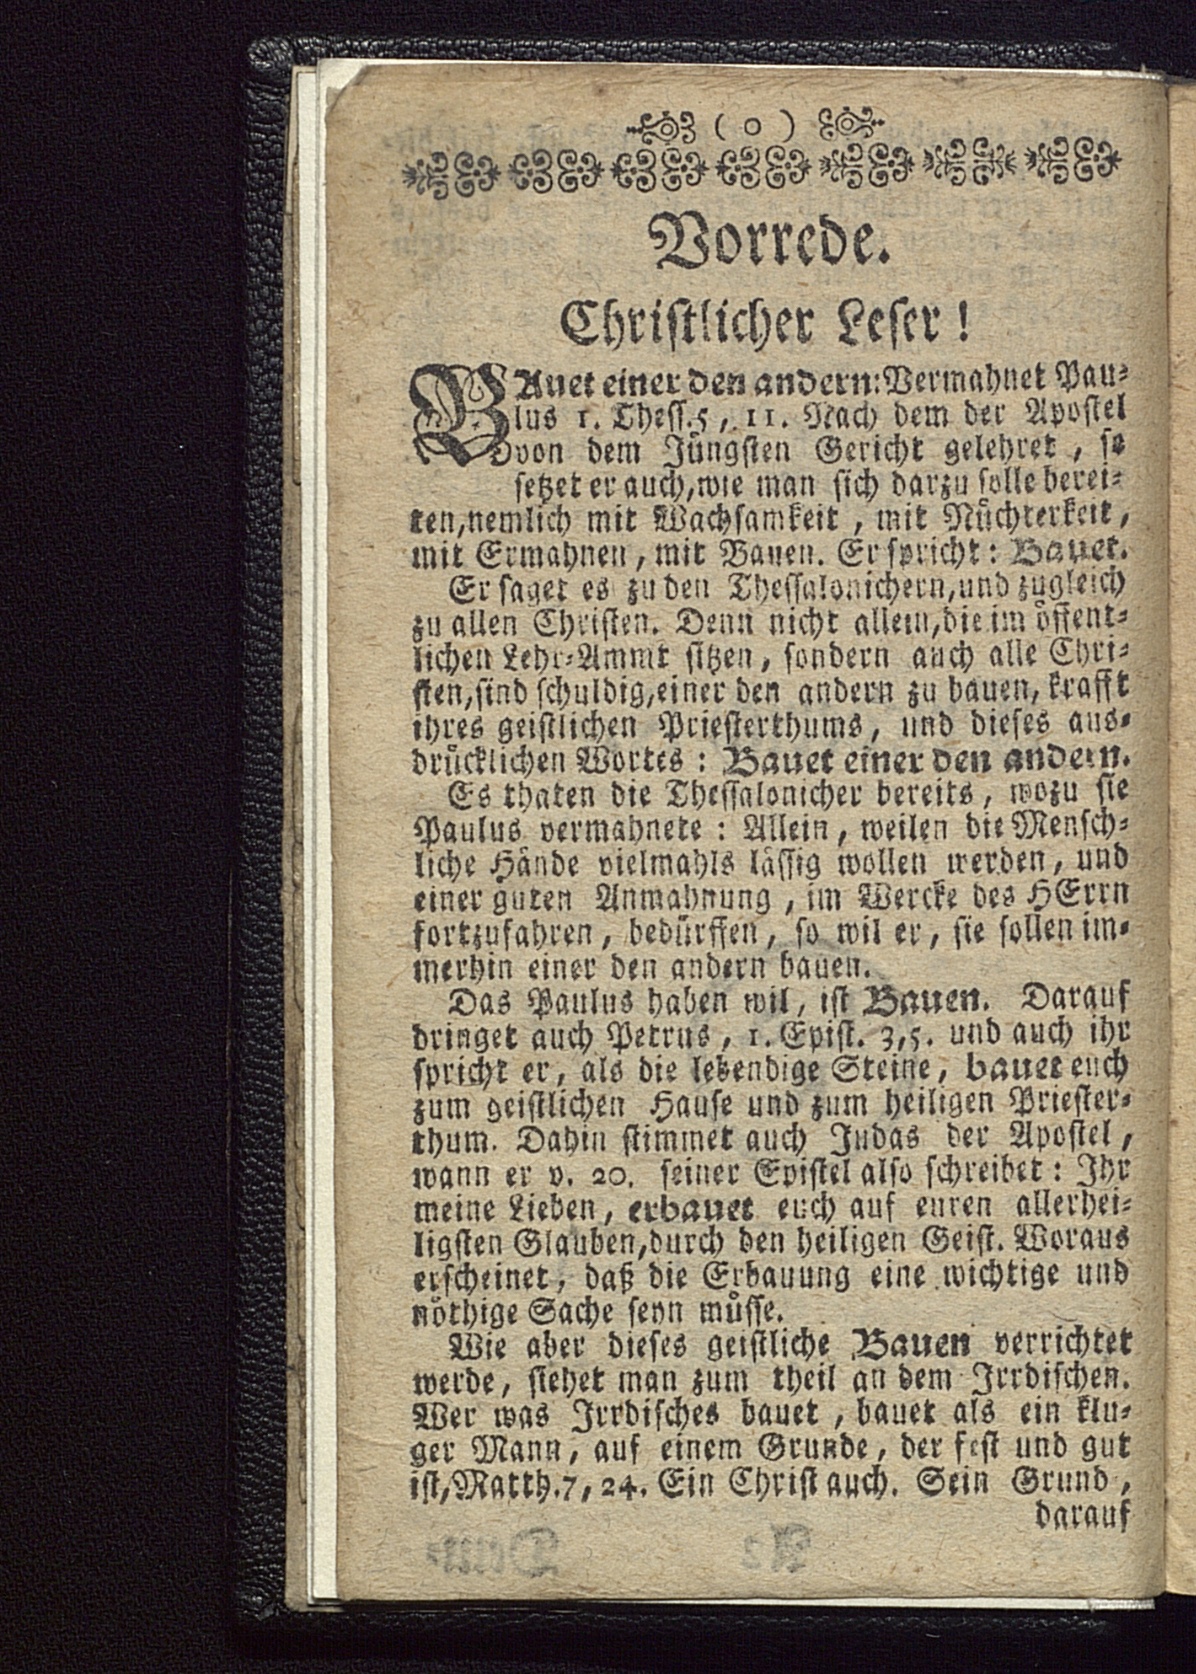 ( o )
Vorrede.
Christlicher Leser!
BAuet einer den andern: Vermahnet Pau-
lus 1. Thess. 5, 11. Nach dem der Apostel
von dem Jüngsten Gericht gelehret, so
setzet er auch, wie man sich darzu solle berei-
ten, nemlich mit Wachsamkeit, mit Nüchterkeit,
mit Ermahnen, mit Bauen. Er spricht: Bauet.
Er saget es zu den Thessalonichern, und zugleich
zu allen Christen. Denn nicht allein, die im öffent-
lichen Lehr-Ammt sitzen, sondern auch alle Chri-
sten, sind schuldig, einer den andern zu bauen, krafft
ihres geistlichen Priesterthums, und dieses aus-
drücklichen Wortes: Bauet einer den andern.
Es thaten die Thessalonicher bereits, wozu sie
Paulus vermahnete: Allein, weilen die Mensch-
liche Hände vielmahls lässig wollen werden, und
einer guten Anmahnung, im Wercke des HErrn
fortzufahren, bedürffen, so wil er, sie sollen im-
merhin einer den andern bauen.
Das Paulus haben wil, ist Bauen. Darauf
dringet auch Petrus, 1. Epist. 3,5. und auch ihr
spricht er, als die lebendige Steine, bauet euch
zum geistlichen Hause und zum heiligen Priester-
thum. Dahin stimmet auch Judas der Apostel,
wann er v. 20. seiner Epistel also schreibet: Ihr
meine Lieben, erbauet euch auf euren allerhei-
ligsten Glauben, durch den heiligen Geist. Woraus
erscheinet, daß die Erbauung eine wichtige und
nöthige Sache seyn müsse.
Wie aber dieses geistliche Bauen verrichtet
werde, siehet man zum theil an dem Irrdischen.
Wer was Irrdisches bauet, bauet als ein klu-
ger Mann, auf einem Grunde, der fest und gut
ist, Matth. 7, 24. Ein Christ auch. Sein Grund,
darauf